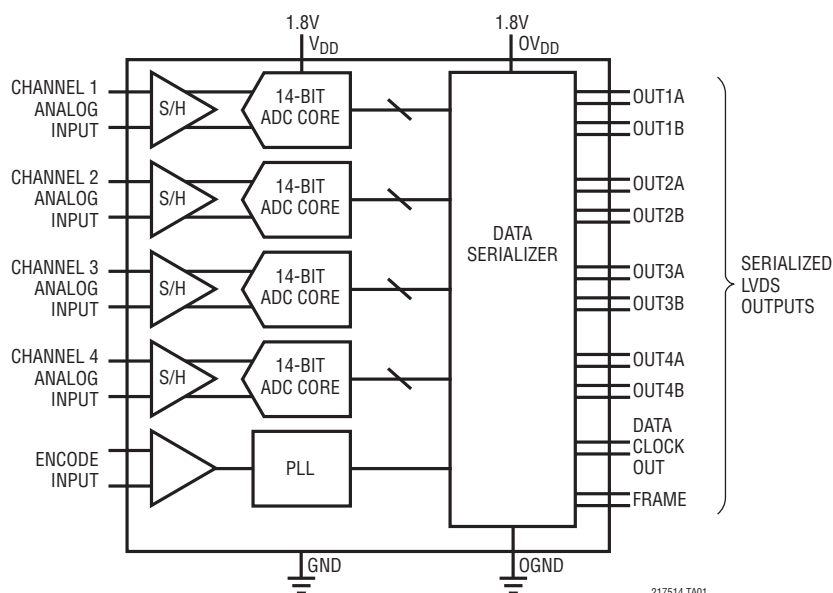 1.8V
VDD
1.8V
OVDD
CHANNEL 1
ANALOG
INPUT
S/H
14-BIT
ADC CORE
OUT1A
OUT1B
CHANNEL 2
ANALOG
INPUT
S/H
14-BIT
ADC CORE
OUT2A
OUT2B
DATA
SERIALIZER
CHANNEL 3
ANALOG
INPUT
S/H
14-BIT
ADC CORE
OUT3A
OUT3B
SERIALIZED
LVDS
OUTPUTS
CHANNEL 4
ANALOG
INPUT
S/H
14-BIT
ADC CORE
OUT4A
OUT4B
ENCODE
INPUT
PLL
DATA
CLOCK
OUT
FRAME
GND
OGND
217514 TA01